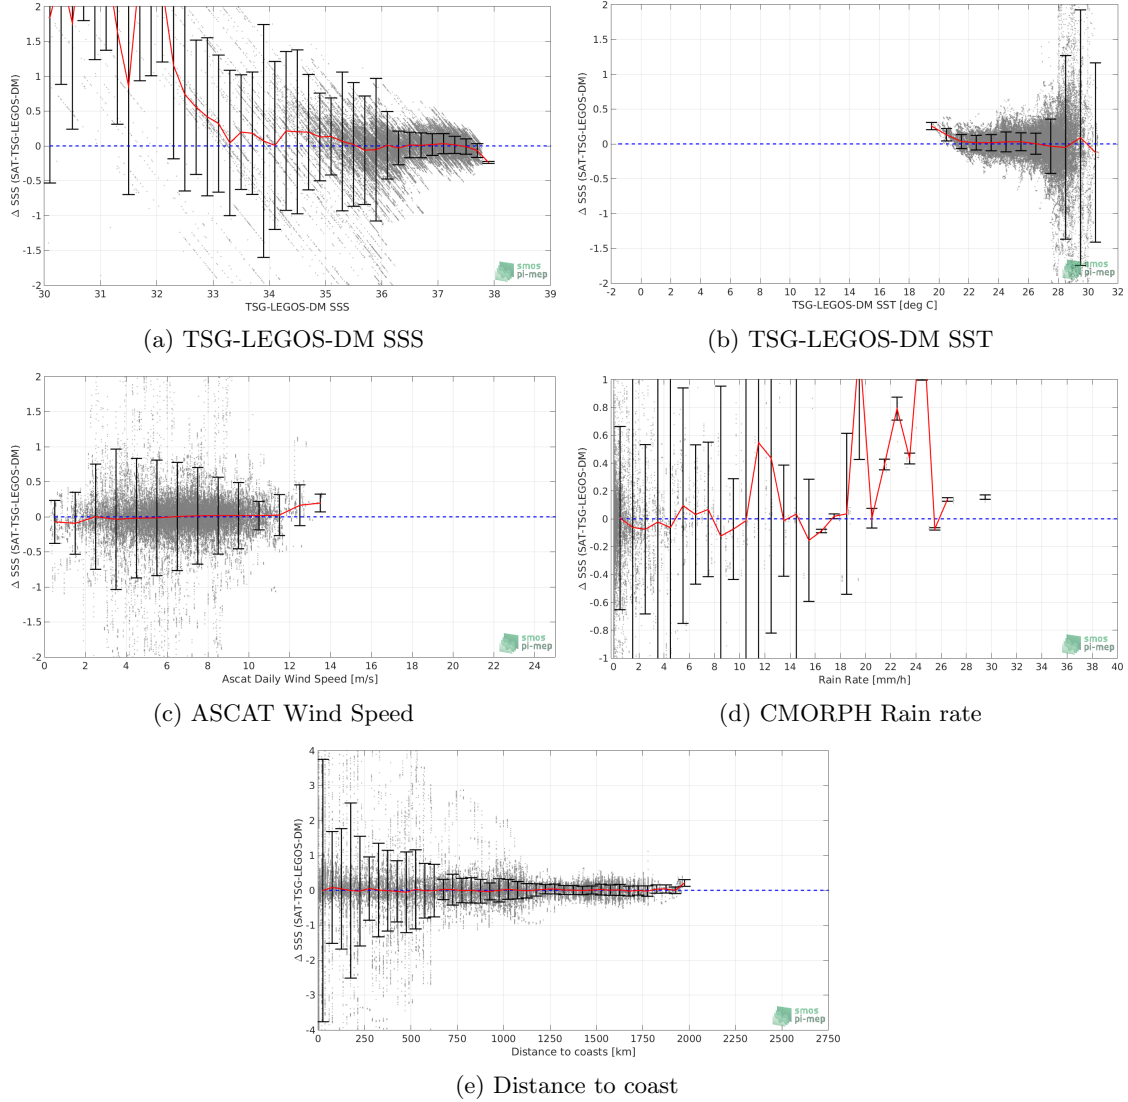 2
1.5
1
0.5
0
-0.5
-1
-1.5
-2
Δ SSS (SAT-TSG-LEGOS-DM)
30 31 32 33 34 35 36 37 38 39
TSG-LEGOS-DM SSS
smos
pi-mep
(a) TSG-LEGOS-DM SSS
2
1.5
1
0.5
0
-0.5
-1
-1.5
-2
Δ SSS (SAT-TSG-LEGOS-DM)
-2 0 2 4 6 8 10 12 14 16 18 20 22 24 26 28 30 32
TSG-LEGOS-DM SST [deg C]
smos
pi-mep
(b) TSG-LEGOS-DM SST
2
1.5
1
0.5
0
-0.5
-1
-1.5
-2
Δ SSS (SAT-TSG-LEGOS-DM)
0 2 4 6 8 10 12 14 16 18 20 22 24
Ascat Daily Wind Speed [m/s]
smos
pi-mep
(c) ASCAT Wind Speed
1
0.8
0.6
0.4
0.2
0
-0.2
-0.4
-0.6
-0.8
-1
Δ SSS (SAT-TSG-LEGOS-DM)
0 2 4 6 8 10 12 14 16 18 20 22 24 26 28 30 32 34 36 38 40
Rain Rate [mm/h]
smos
pi-mep
(d) CMORPH Rain rate
4
3
2
1
0
-1
-2
-3
-4
Δ SSS (SAT-TSG-LEGOS-DM)
0 250 500 750 1000 1250 1500 1750 2000 2250 2500 2750
Distance to coasts [km]
smos
pi-mep
(e) Distance to coast